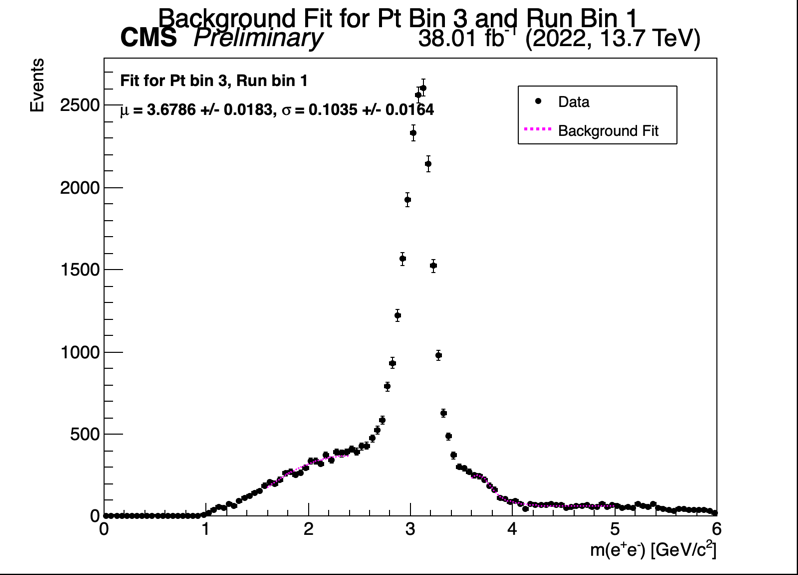 Background Fit for Pt Bin 3 and Run Bin 1
CMS Preliminary 38.01 fb⁻¹ (2022, 13.7 TeV)
Events
Fit for Pt bin 3, Run bin 1
μ = 3.6786 +/- 0.0183, σ = 0.1035 +/- 0.0164
Data
Background Fit
2500
2000
1500
1000
500
0
0 1 2 3 4 5 6
m(e⁺e⁻) [GeV/c²]